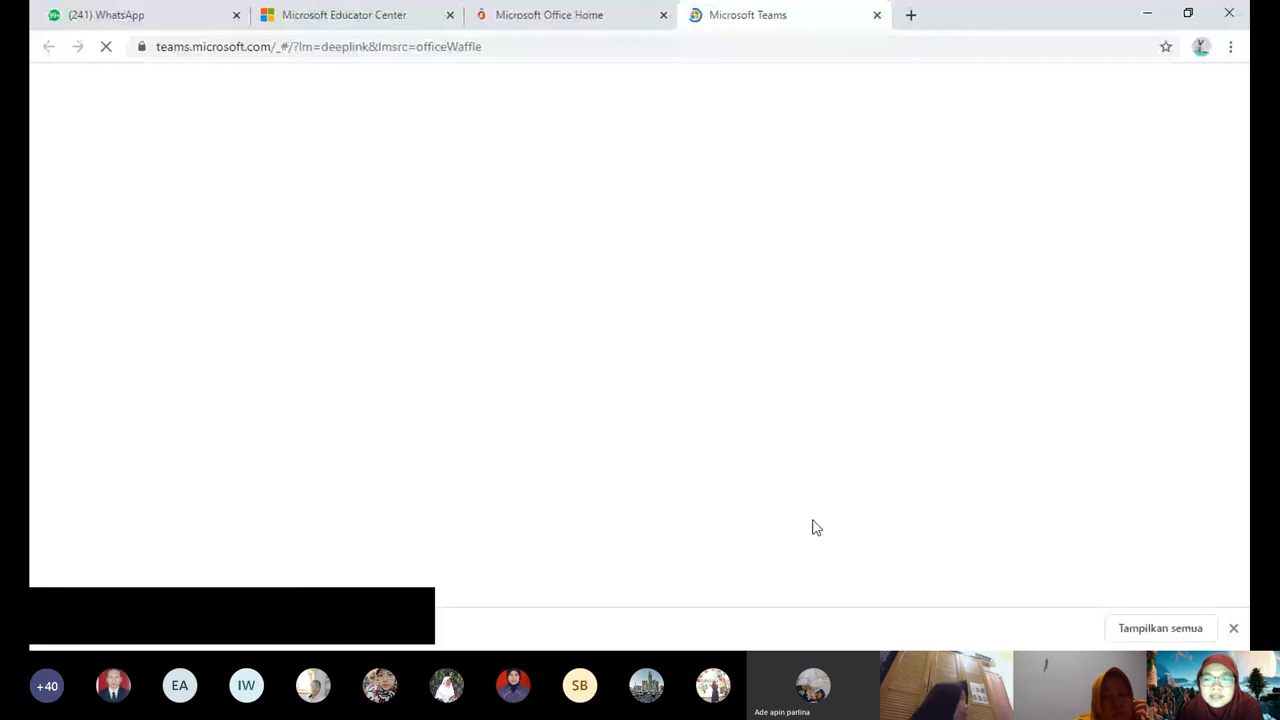 99+ (241) WhatsApp
Microsoft Educator Center
Microsoft Office Home
Microsoft Teams
teams.microsoft.com/_#/?lm=deeplink&lmsrc=officeWaffle
Tampilkan semua
+40
EA
IW
SB
Ade apin parlina